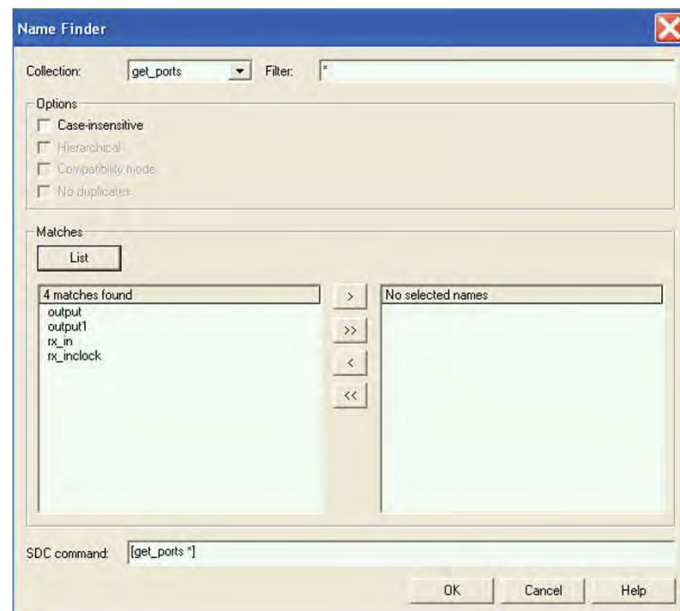 Name Finder
Collection: get_ports Filter: *
Options
Case-insensitive
Hierarchical
Compatibility mode
No duplicates
Matches
List
4 matches found
output
output1
rx_in
rx_inclock
>
>>
<
<<
No selected names
SDC command: [get_ports *]
OK Cancel Help